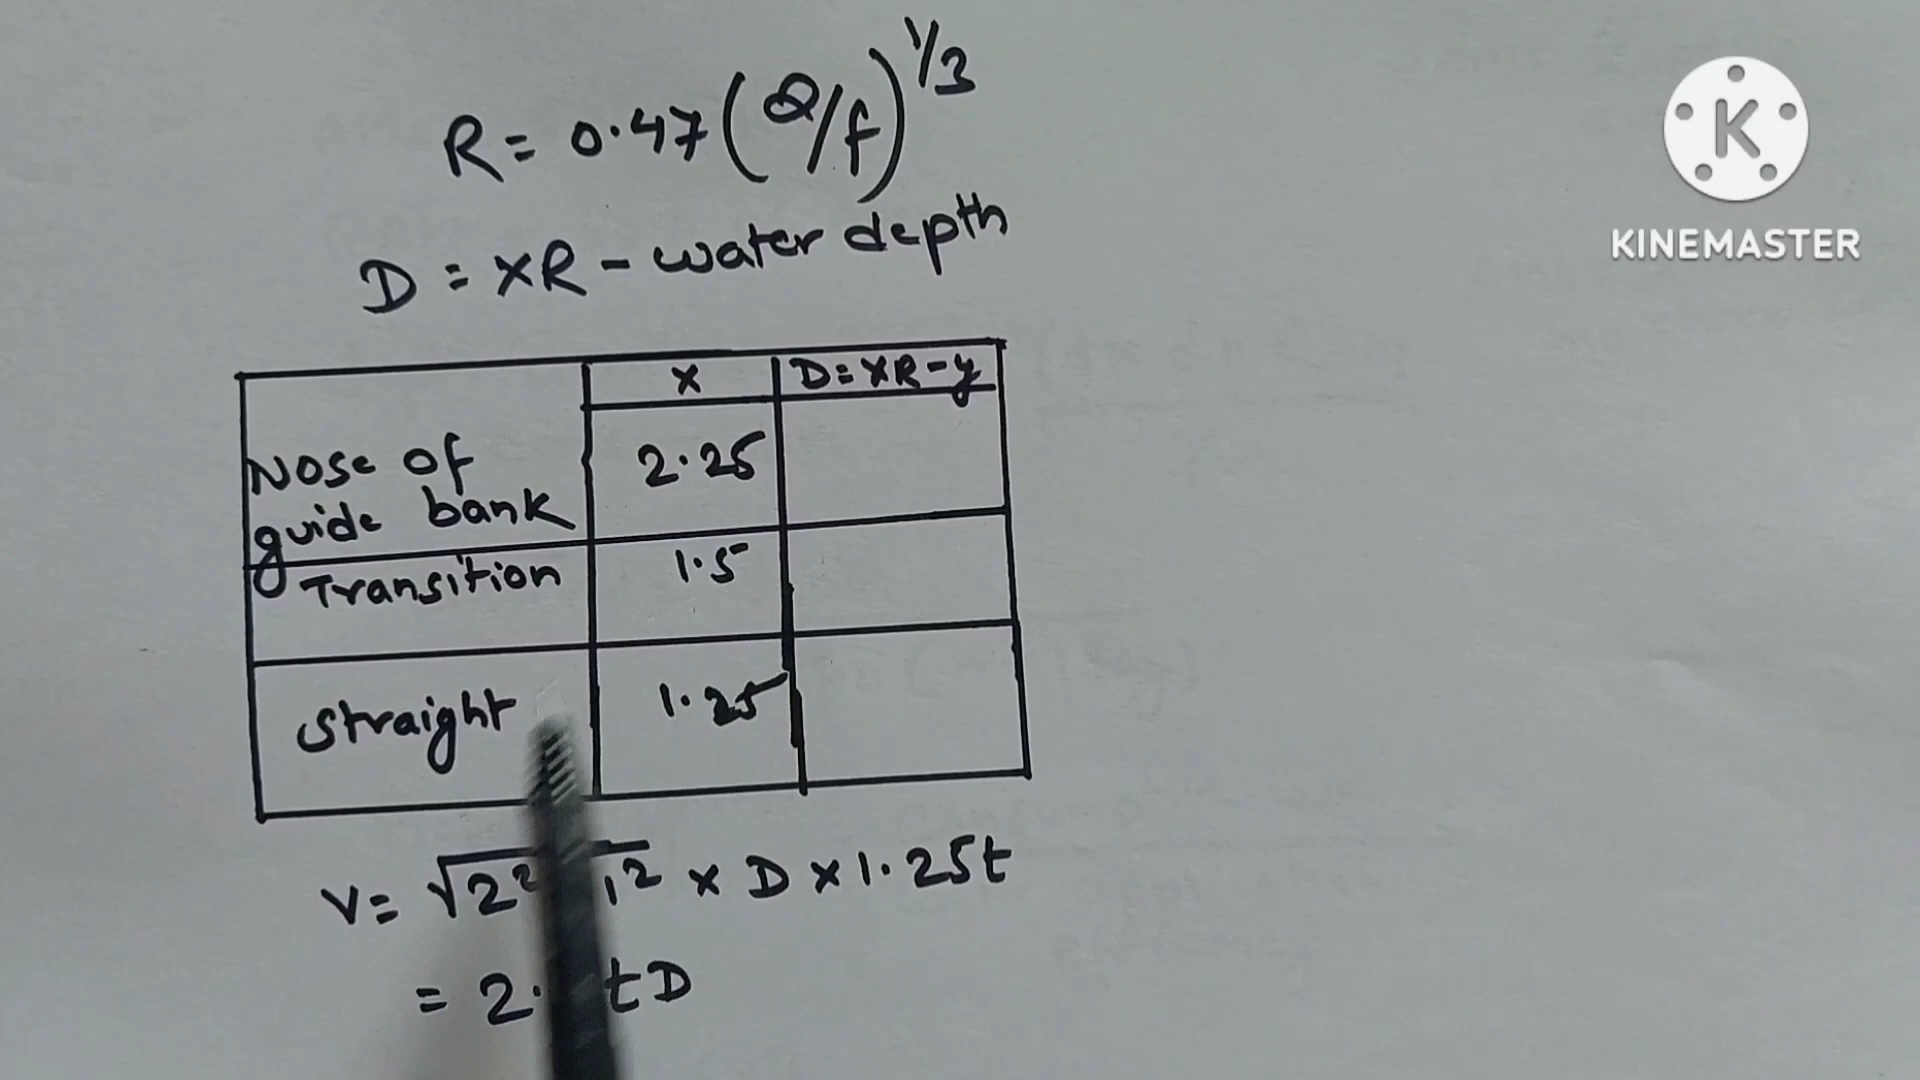 R = 0.47 (Q/f)^1/3
D = XR - water depth
X D = XR - y
Nose of guide bank 2.25
Transition 1.5
Straight 1.25
V = √2² 1² × D × 1.25t
= 2. tD
K
KINEMASTER